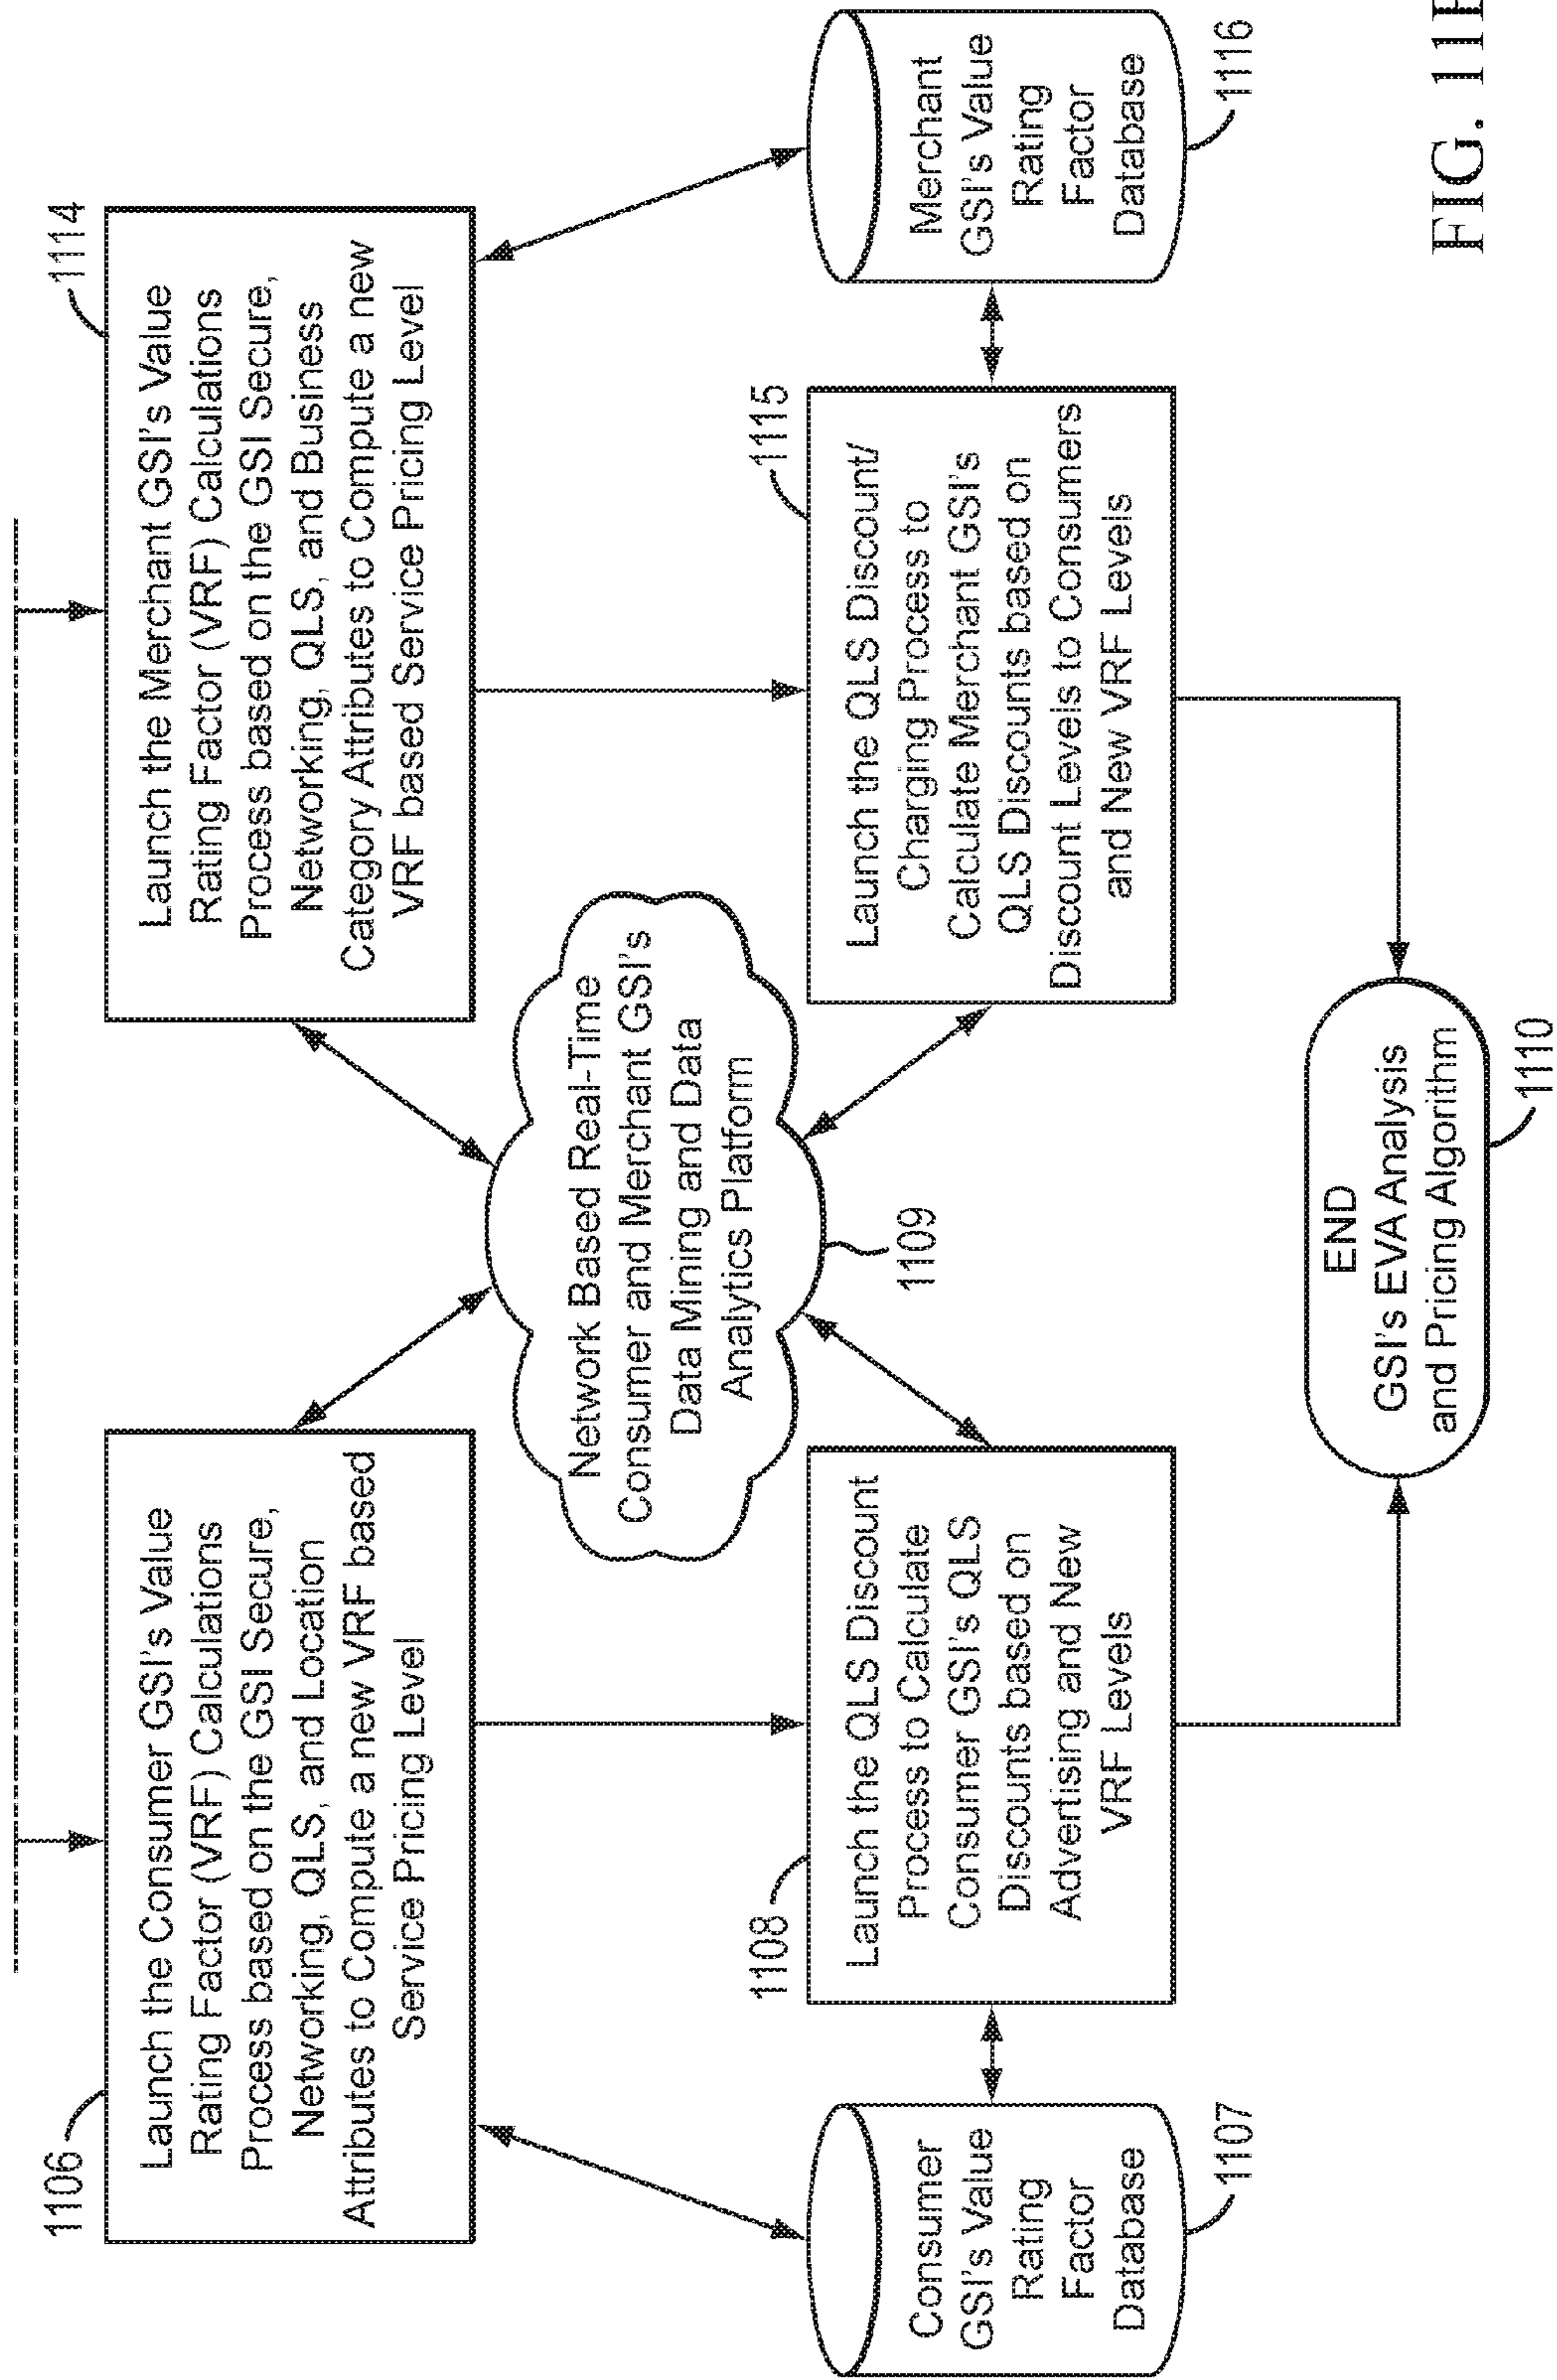 1106
Launch the Consumer GSI's Value
Rating Factor (VRF) Calculations
Process based on the GSI Secure,
Networking, QLS, and Location
Attributes to Compute a new VRF based
Service Pricing Level
1114
Launch the Merchant GSI's Value
Rating Factor (VRF) Calculations
Process based on the GSI Secure,
Networking, QLS, and Business
Category Attributes to Compute a new
VRF based Service Pricing Level
Network Based Real-Time
Consumer and Merchant GSI's
Data Mining and Data
Analytics Platform
1109
Consumer
GSI's Value
Rating
Factor
Database
1107
1108
Launch the QLS Discount
Process to Calculate
Consumer GSI's QLS
Discounts based on
Advertising and New
VRF Levels
1115
Launch the QLS Discount/
Charging Process to
Calculate Merchant GSI's
QLS Discounts based on
Discount Levels to Consumers
and New VRF Levels
Merchant
GSI's Value
Rating
Factor
Database
1116
END
GSI's EVA Analysis
and Pricing Algorithm
1110
FIG.